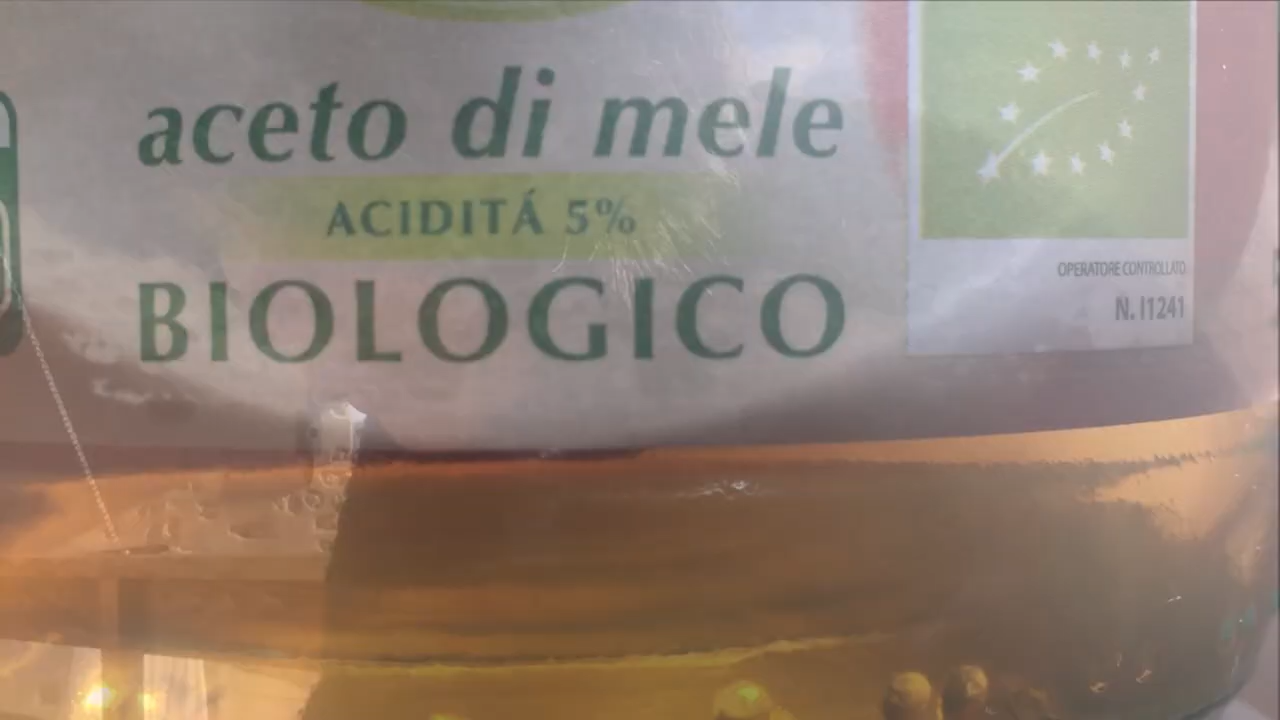 aceto di mele
ACIDITÁ 5%
BIOLOGICO
OPERATORE CONTROLLATO
N. I1241